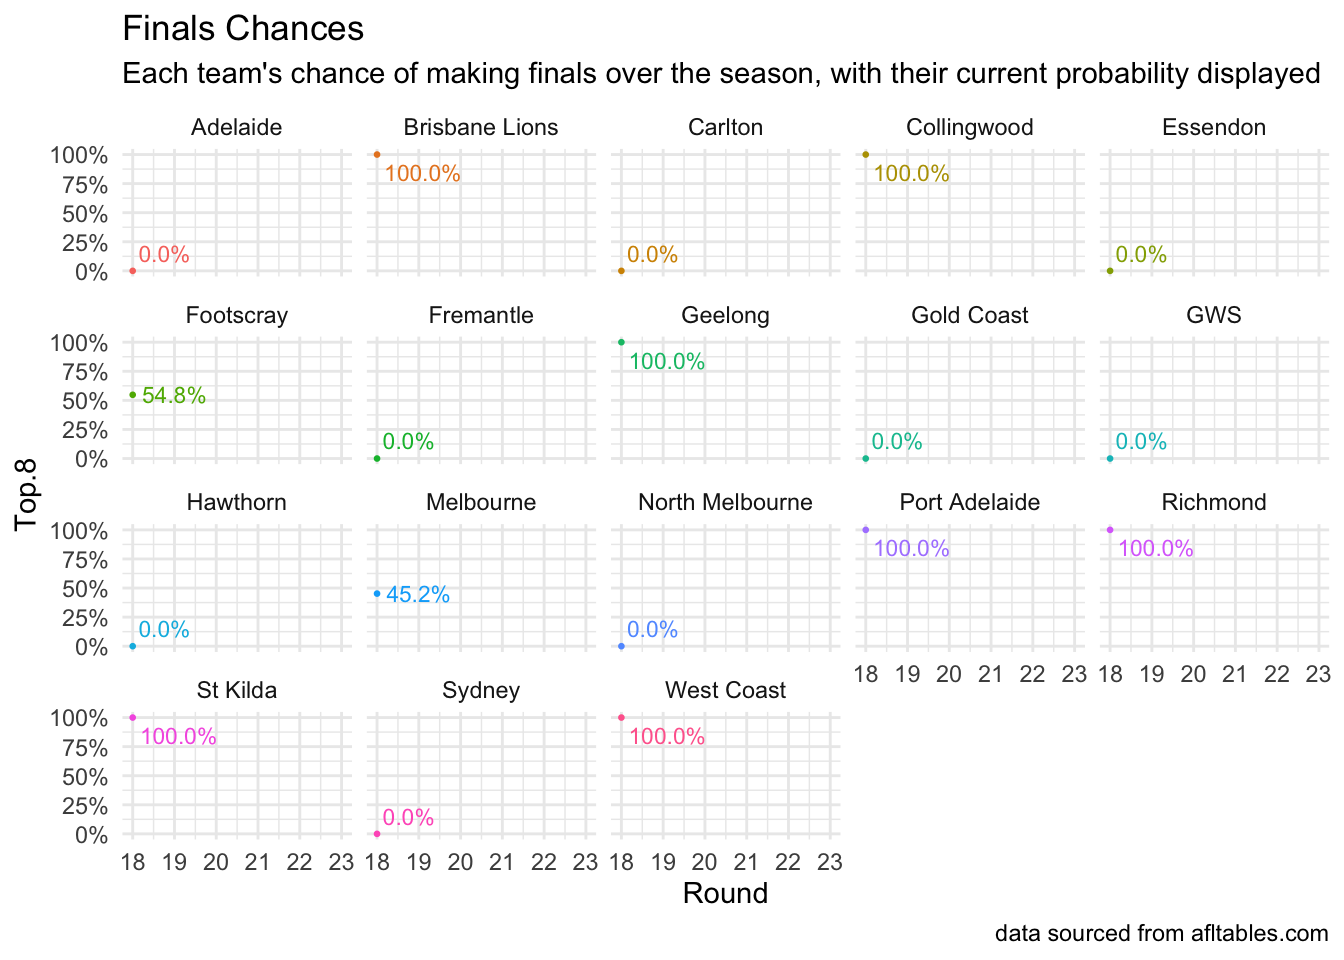 Finals Chances
Each team's chance of making finals over the season, with their current probability displayed
Adelaide Brisbane Lions Carlton Collingwood Essendon
100%
75%
50%
25%
0%
0.0% 100.0% 0.0% 100.0% 0.0%
Footscray Fremantle Geelong Gold Coast GWS
100%
75%
50%
25%
0%
54.8% 0.0% 100.0% 0.0% 0.0%
Top.8
Hawthorn Melbourne North Melbourne Port Adelaide Richmond
100%
75%
50%
25%
0%
0.0% 45.2% 0.0% 100.0% 100.0%
18 19 20 21 22 23 18 19 20 21 22 23
St Kilda Sydney West Coast
100%
75%
50%
25%
0%
100.0% 0.0% 100.0%
18 19 20 21 22 23 18 19 20 21 22 23 18 19 20 21 22 23
Round
data sourced from afltables.com